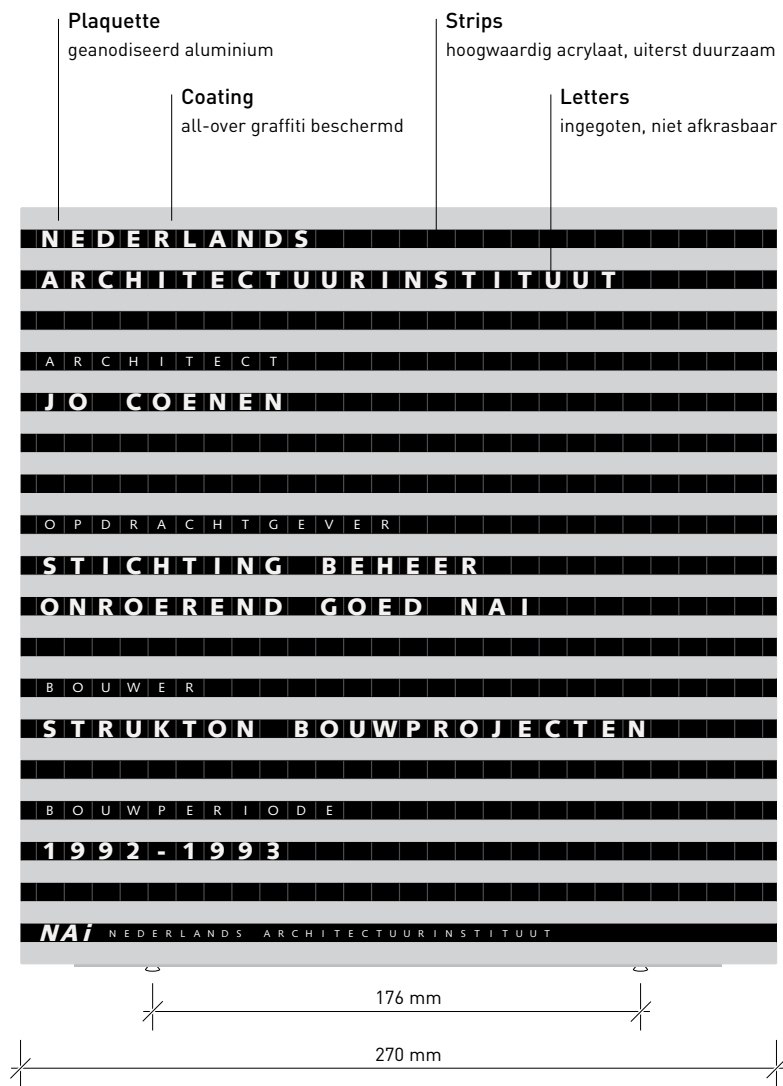 Plaquette
geanodiseerd aluminium
Strips
hoogwaardig acrylaat, uiterst duurzaam
Coating
all-over graffiti beschermd
Letters
ingegoten, niet afkrasbaar
NEDERLANDS
ARCHITECTUURINSTITUUT
ARCHITECT
JO COENEN
OPDRACHTGEVER
STICHTING BEHEER
ONROEREND GOED NAI
BOUWER
STRUKTON BOUWPROJECTEN
BOUWPERIODE
1992-1993
NAi NEDERLANDS ARCHITECTUURINSTITUUT
176 mm
270 mm